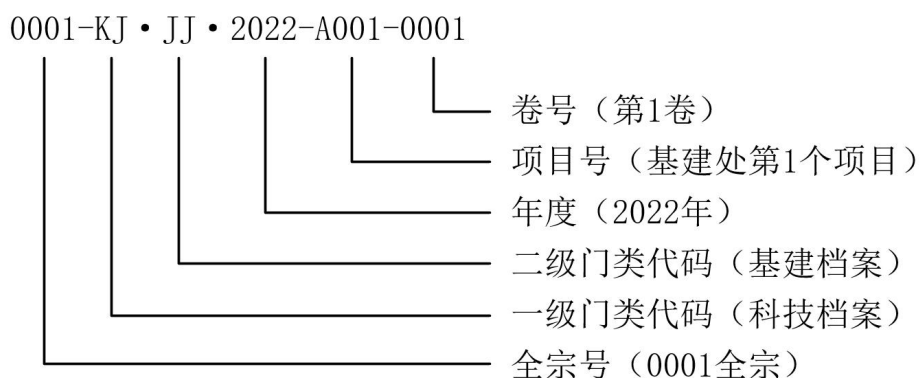 0001-KJ·JJ·2022-A001-0001
卷号（第1卷）
项目号（基建处第1个项目）
年度（2022年）
二级门类代码（基建档案）
一级门类代码（科技档案）
全宗号（0001全宗）